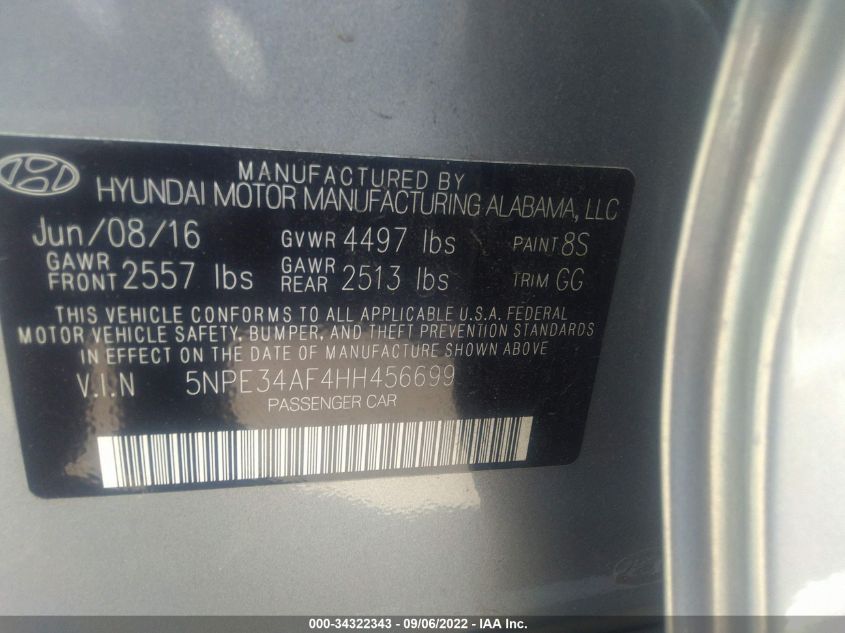 MANUFACTURED BY
HYUNDAI MOTOR MANUFACTURING ALABAMA, LLC
Jun/08/16 GVWR 4497 lbs PAINT 8S
GAWR FRONT 2557 lbs GAWR REAR 2513 lbs TRIM GG
THIS VEHICLE CONFORMS TO ALL APPLICABLE U.S.A. FEDERAL
MOTOR VEHICLE SAFETY, BUMPER, AND THEFT PREVENTION STANDARDS
IN EFFECT ON THE DATE OF MANUFACTURE SHOWN ABOVE
V.I.N 5NPE34AF4HH456699
PASSENGER CAR
000-34322343 - 09/06/2022 - IAA Inc.